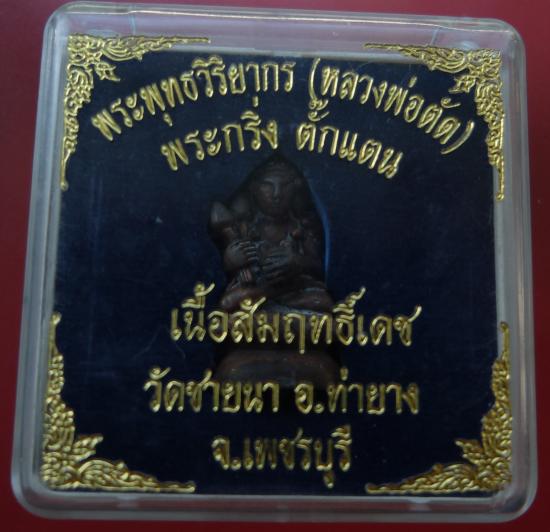 พระพุทธวิริยากร (หลวงพ่อตัด)
พระกริ่ง ตั๊กแตน
เนื้อสัมฤทธิ์เดช
วัดชายนา อ.ท่ายาง
จ.เพชรบุรี